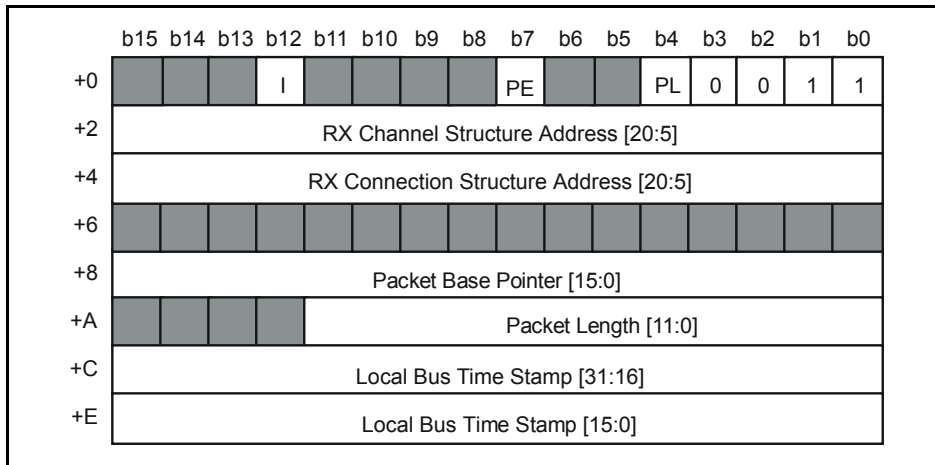 b15 b14 b13 b12 b11 b10 b9 b8 b7 b6 b5 b4 b3 b2 b1 b0
+0 I PE PL 0 0 1 1
+2 RX Channel Structure Address [20:5]
+4 RX Connection Structure Address [20:5]
+6
+8 Packet Base Pointer [15:0]
+A Packet Length [11:0]
+C Local Bus Time Stamp [31:16]
+E Local Bus Time Stamp [15:0]